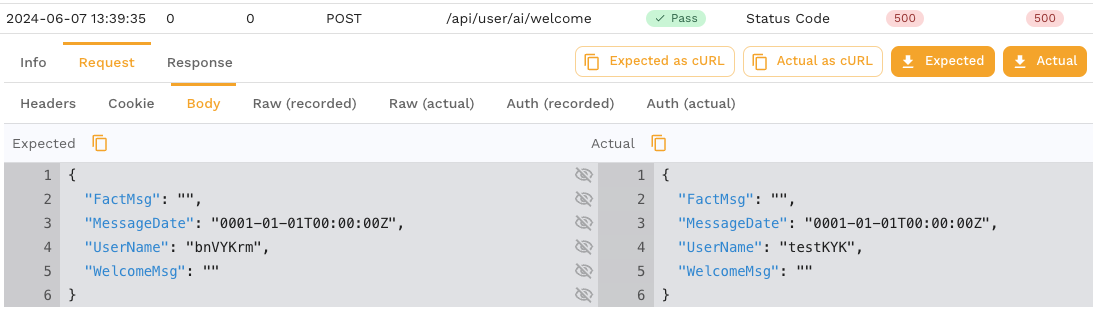 2024-06-07 13:39:35 0 0 POST /api/user/ai/welcome Pass Status Code 500 500
Info Request Response Expected as cURL Actual as cURL Expected Actual
Headers Cookie Body Raw (recorded) Raw (actual) Auth (recorded) Auth (actual)
Expected Actual
1 { 1 {
2 "FactMsg": "", 2 "FactMsg": "",
3 "MessageDate": "0001-01-01T00:00:00Z", 3 "MessageDate": "0001-01-01T00:00:00Z",
4 "UserName": "bnVYKrm", 4 "UserName": "testKYK",
5 "WelcomeMsg": "" 5 "WelcomeMsg": ""
6 } 6 }